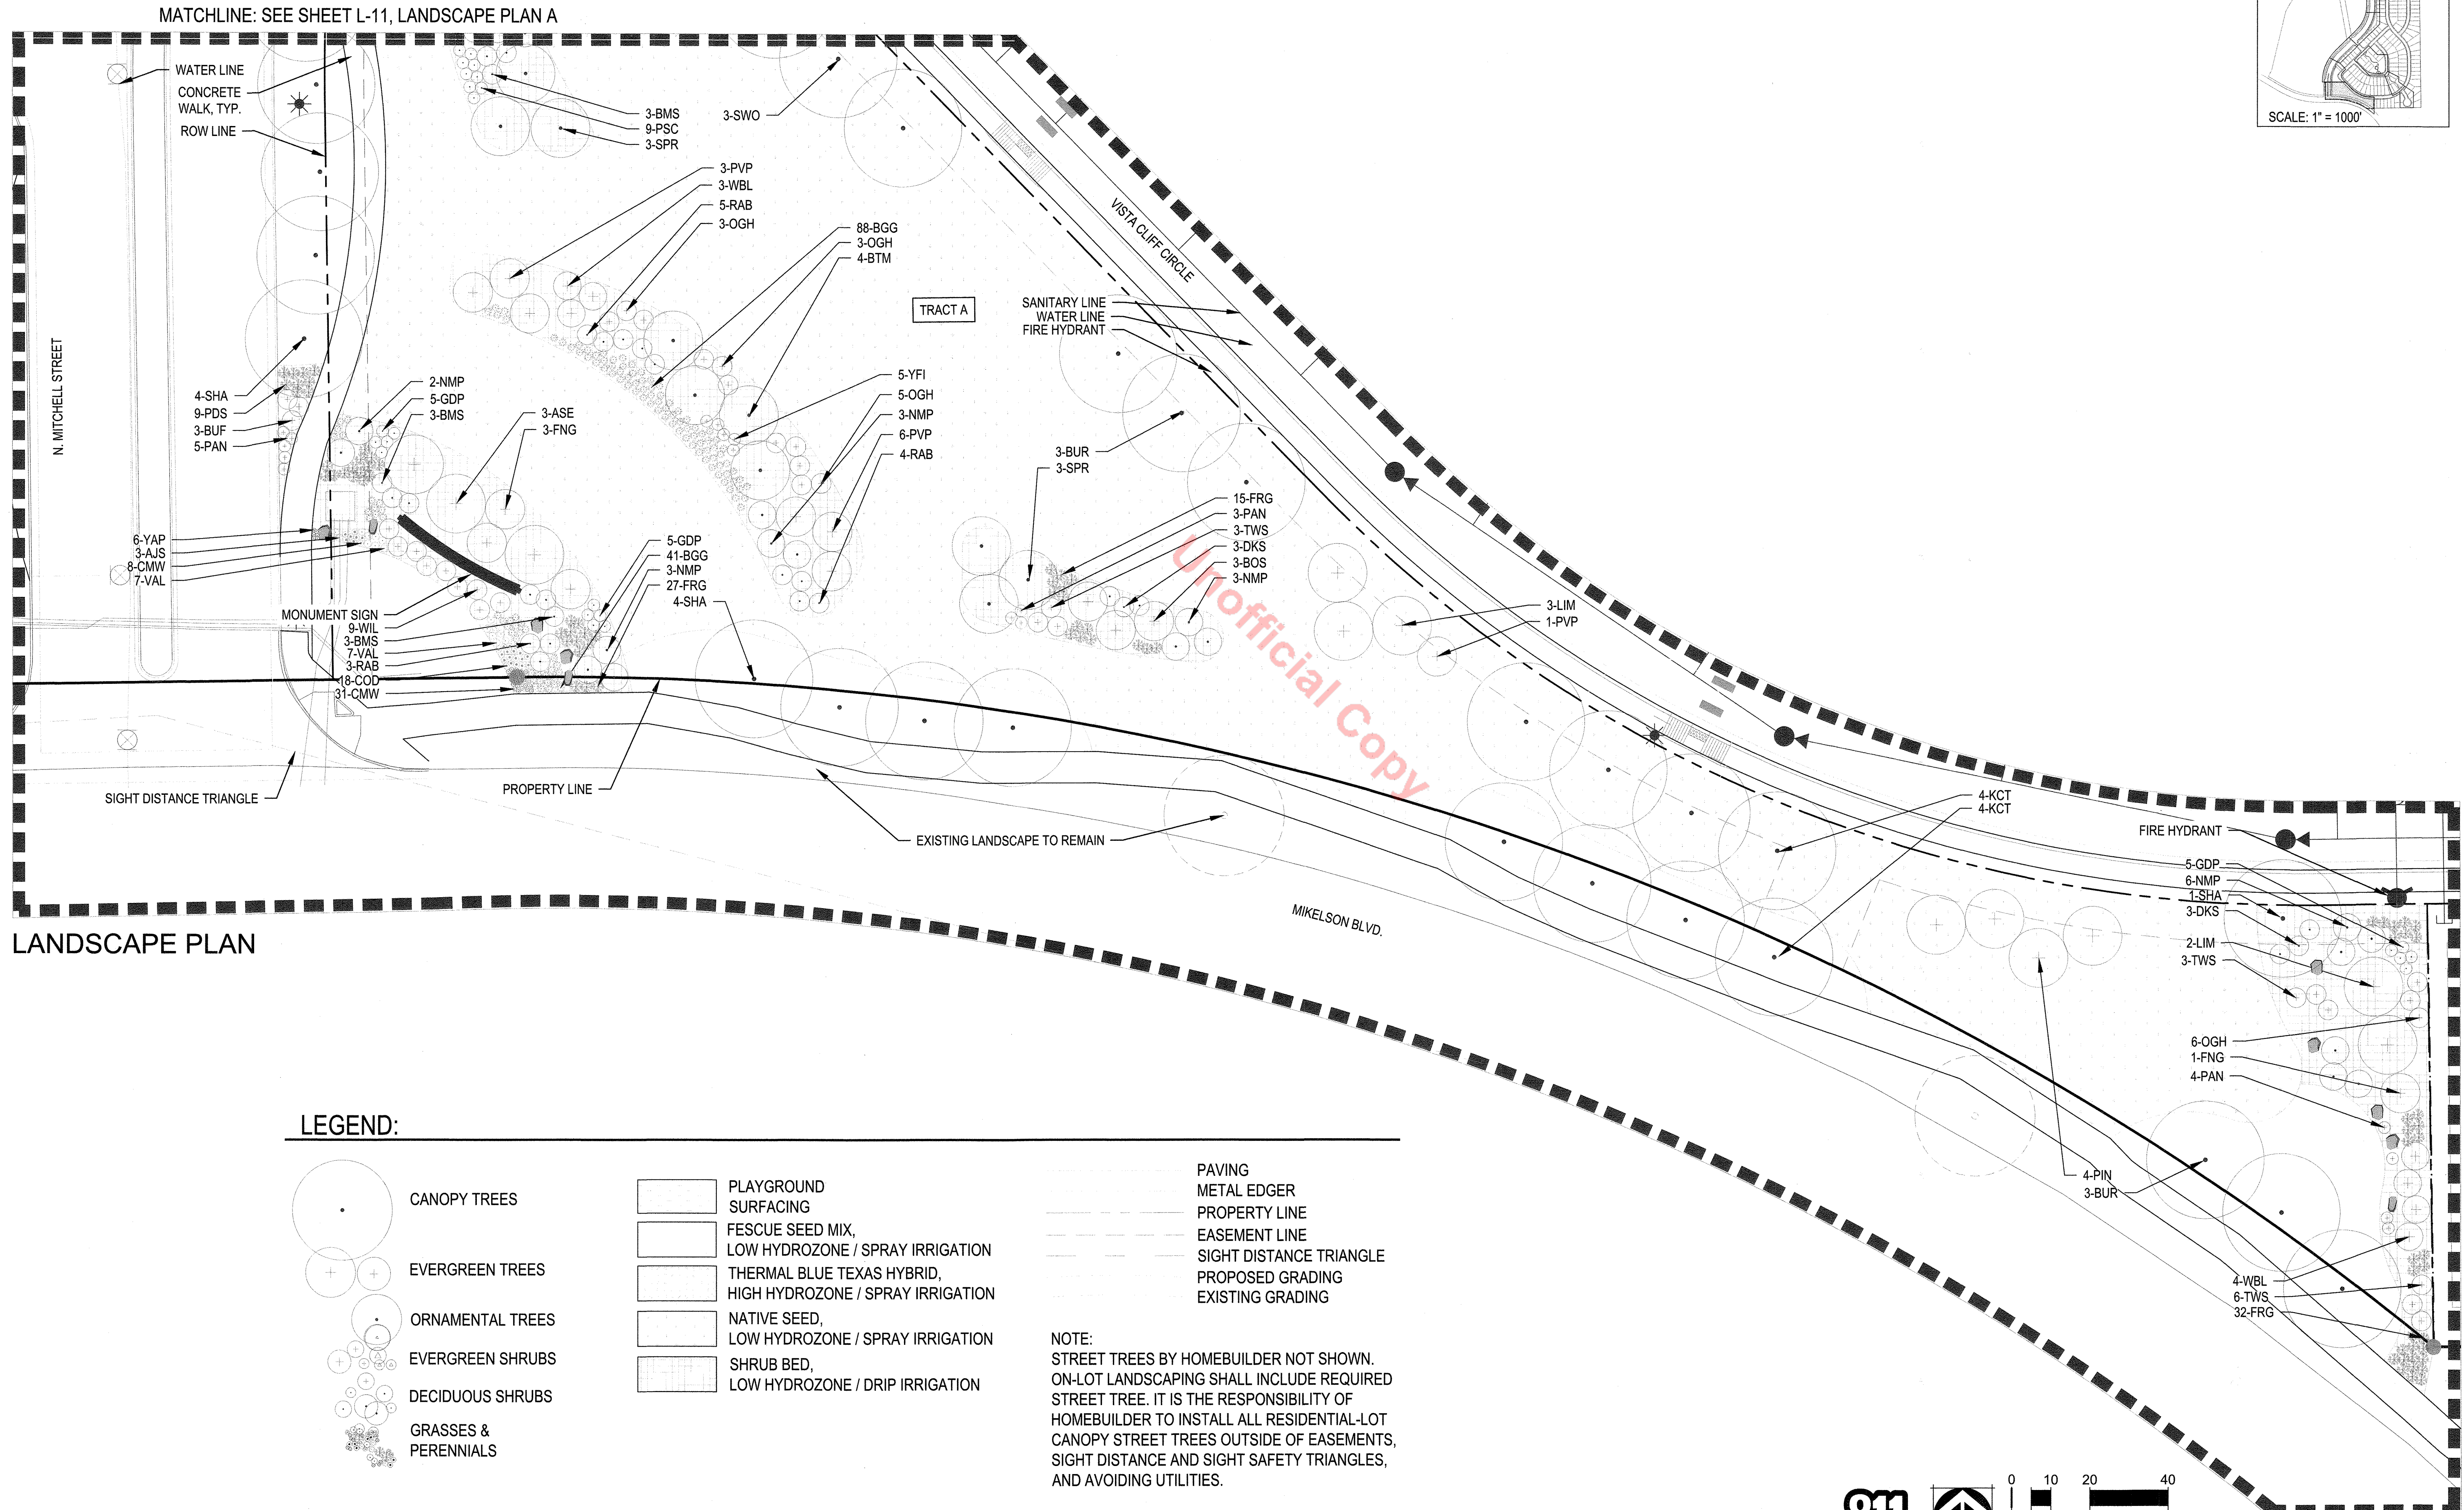 MATCHLINE: SEE SHEET L-11, LANDSCAPE PLAN A
SCALE: 1" = 1000'
WATER LINE
CONCRETE
WALK, TYP.
ROW LINE
3-BMS
9-PSC
3-SPR
3-SWO
3-PVP
3-WBL
5-RAB
3-OGH
88-BGG
3-OGH
4-BTM
TRACT A
VISTA CLIFF CIRCLE
SANITARY LINE
WATER LINE
FIRE HYDRANT
N. MITCHELL STREET
4-SHA
9-PDS
3-BUF
5-PAN
2-NMP
5-GDP
3-BMS
3-ASE
3-FNG
5-YFI
5-OGH
3-NMP
6-PVP
4-RAB
3-BUR
3-SPR
15-FRG
3-PAN
3-TWS
3-DKS
3-BOS
3-NMP
6-YAP
3-AJS
8-CMW
7-VAL
5-GDP
41-BGG
3-NMP
27-FRG
4-SHA
MONUMENT SIGN
9-WIL
3-BMS
7-VAL
3-RAB
18-COD
31-CMW
3-LIM
1-PVP
Unofficial Copy
SIGHT DISTANCE TRIANGLE
PROPERTY LINE
EXISTING LANDSCAPE TO REMAIN
4-KCT
4-KCT
FIRE HYDRANT
5-GDP
6-NMP
1-SHA
3-DKS
2-LIM
3-TWS
6-OGH
1-FNG
4-PAN
MIKELSON BLVD.
4-PIN
3-BUR
4-WBL
6-TWS
32-FRG
LANDSCAPE PLAN
LEGEND:
CANOPY TREES
EVERGREEN TREES
ORNAMENTAL TREES
EVERGREEN SHRUBS
DECIDUOUS SHRUBS
GRASSES &
PERENNIALS
PLAYGROUND
SURFACING
FESCUE SEED MIX,
LOW HYDROZONE / SPRAY IRRIGATION
THERMAL BLUE TEXAS HYBRID,
HIGH HYDROZONE / SPRAY IRRIGATION
NATIVE SEED,
LOW HYDROZONE / SPRAY IRRIGATION
SHRUB BED,
LOW HYDROZONE / DRIP IRRIGATION
PAVING
METAL EDGER
PROPERTY LINE
EASEMENT LINE
SIGHT DISTANCE TRIANGLE
PROPOSED GRADING
EXISTING GRADING
NOTE:
STREET TREES BY HOMEBUILDER NOT SHOWN.
ON-LOT LANDSCAPING SHALL INCLUDE REQUIRED
STREET TREE. IT IS THE RESPONSIBILITY OF
HOMEBUILDER TO INSTALL ALL RESIDENTIAL-LOT
CANOPY STREET TREES OUTSIDE OF EASEMENTS,
SIGHT DISTANCE AND SIGHT SAFETY TRIANGLES,
AND AVOIDING UTILITIES.
0 10 20 40